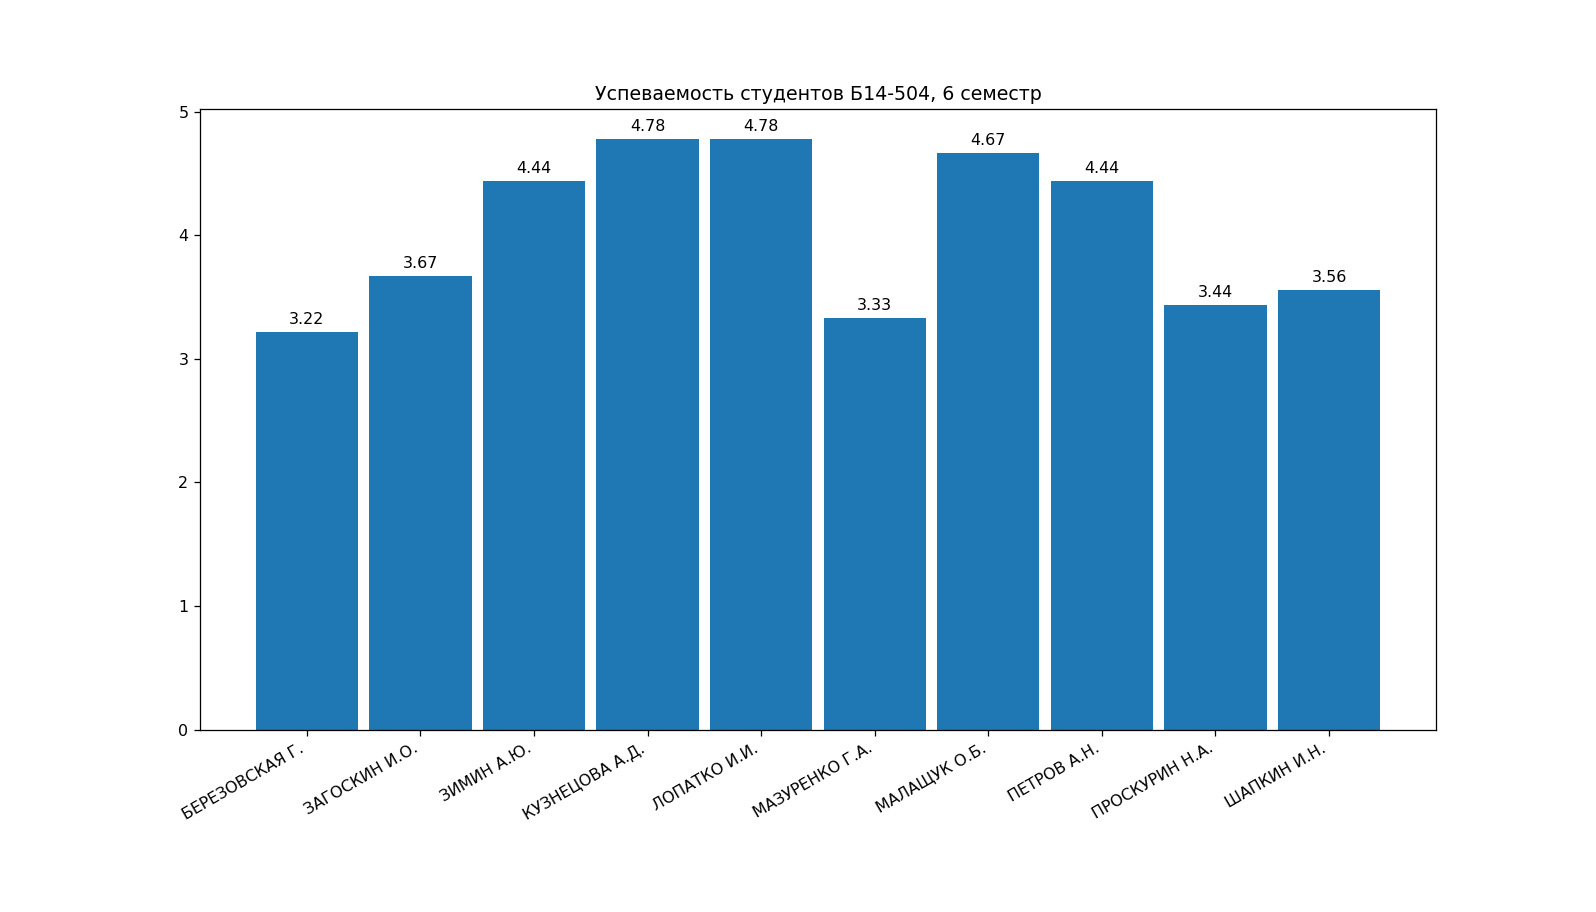 Успеваемость студентов Б14-504, 6 семестр
5
4
3
2
1
0
3.22
3.67
4.44
4.78
4.78
3.33
4.67
4.44
3.44
3.56
БЕРЕЗОВСКАЯ Г.
ЗАГОСКИН И.О.
ЗИМИН А.Ю.
КУЗНЕЦОВА А.Д.
ЛОПАТКО И.И.
МАЗУРЕНКО Г.А.
МАЛАЩУК О.Б.
ПЕТРОВ А.Н.
ПРОСКУРИН Н.А.
ШАПКИН И.Н.